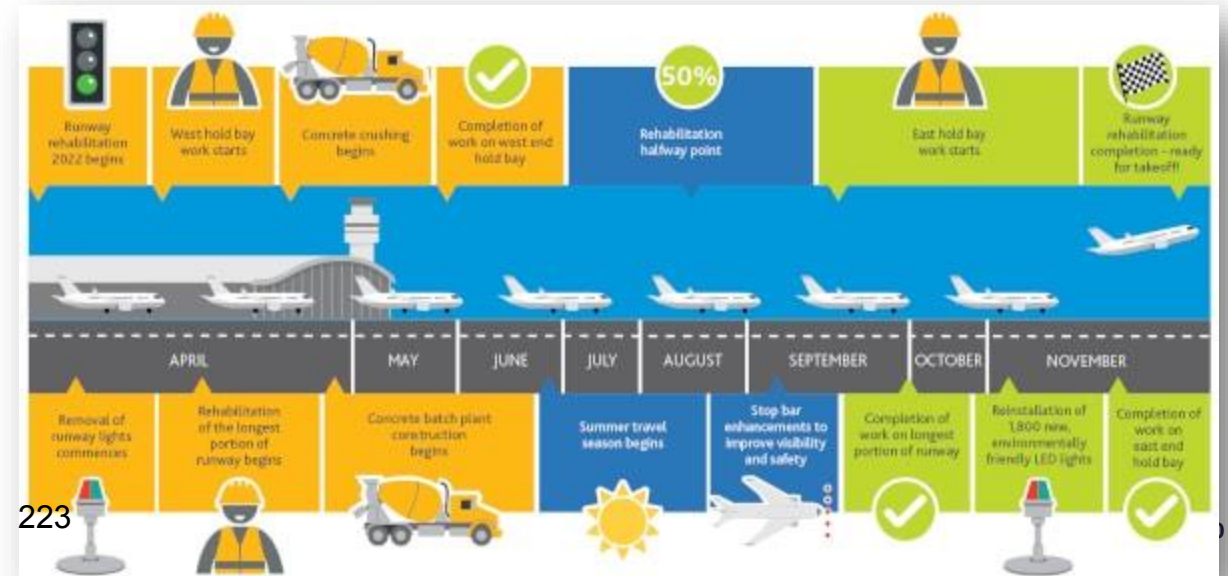 Runway
rehabilitation
2022 begins
West hold bay
work starts
Concrete crushing
begins
Completion of
work on west end
hold bay
50%
Rehabilitation
halfway point
East hold bay
work starts
Runway
rehabilitation
completion – ready
for takeoff!
APRIL
MAY
JUNE
JULY
AUGUST
SEPTEMBER
OCTOBER
NOVEMBER
Removal of
runway lights
commences
Rehabilitation
of the longest
portion of
runway begins
Concrete batch plant
construction
begins
Summer travel
season begins
Stop bar
enhancements to
improve visibility
and safety
Completion of
work on longest
portion of runway
Reinstallation of
1,800 new,
environmentally
friendly LED lights
Completion of
work on
east end
hold bay
223